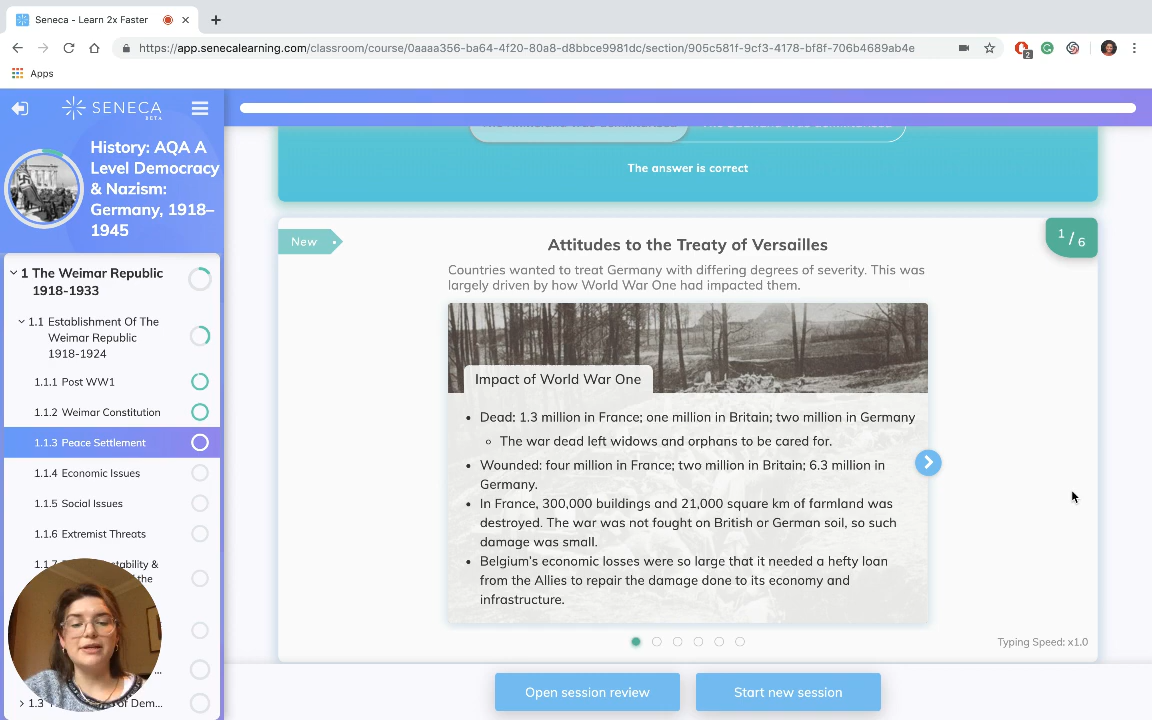 Seneca - Learn 2x Faster
https://app.senecalearning.com/classroom/course/0aaaa356-ba64-4f20-80a8-d8bbce9981dc/section/905c581f-9cf3-4178-bf8f-706b4689ab4e
2
Apps
SENECA
BETA
History: AQA A
Level Democracy
& Nazism:
Germany, 1918–
1945
1 The Weimar Republic
1918-1933
1.1 Establishment Of The
Weimar Republic
1918-1924
1.1.1 Post WW1
1.1.2 Weimar Constitution
1.1.3 Peace Settlement
1.1.4 Economic Issues
1.1.5 Social Issues
1.1.6 Extremist Threats
1.1.7
&
the
...
1.3 of Dem...
The answer is correct
New
1 / 6
Attitudes to the Treaty of Versailles
Countries wanted to treat Germany with differing degrees of severity. This was
largely driven by how World War One had impacted them.
Impact of World War One
• Dead: 1.3 million in France; one million in Britain; two million in Germany
◦ The war dead left widows and orphans to be cared for.
• Wounded: four million in France; two million in Britain; 6.3 million in
Germany.
• In France, 300,000 buildings and 21,000 square km of farmland was
destroyed. The war was not fought on British or German soil, so such
damage was small.
• Belgium's economic losses were so large that it needed a hefty loan
from the Allies to repair the damage done to its economy and
infrastructure.
Typing Speed: x1.0
Open session review
Start new session